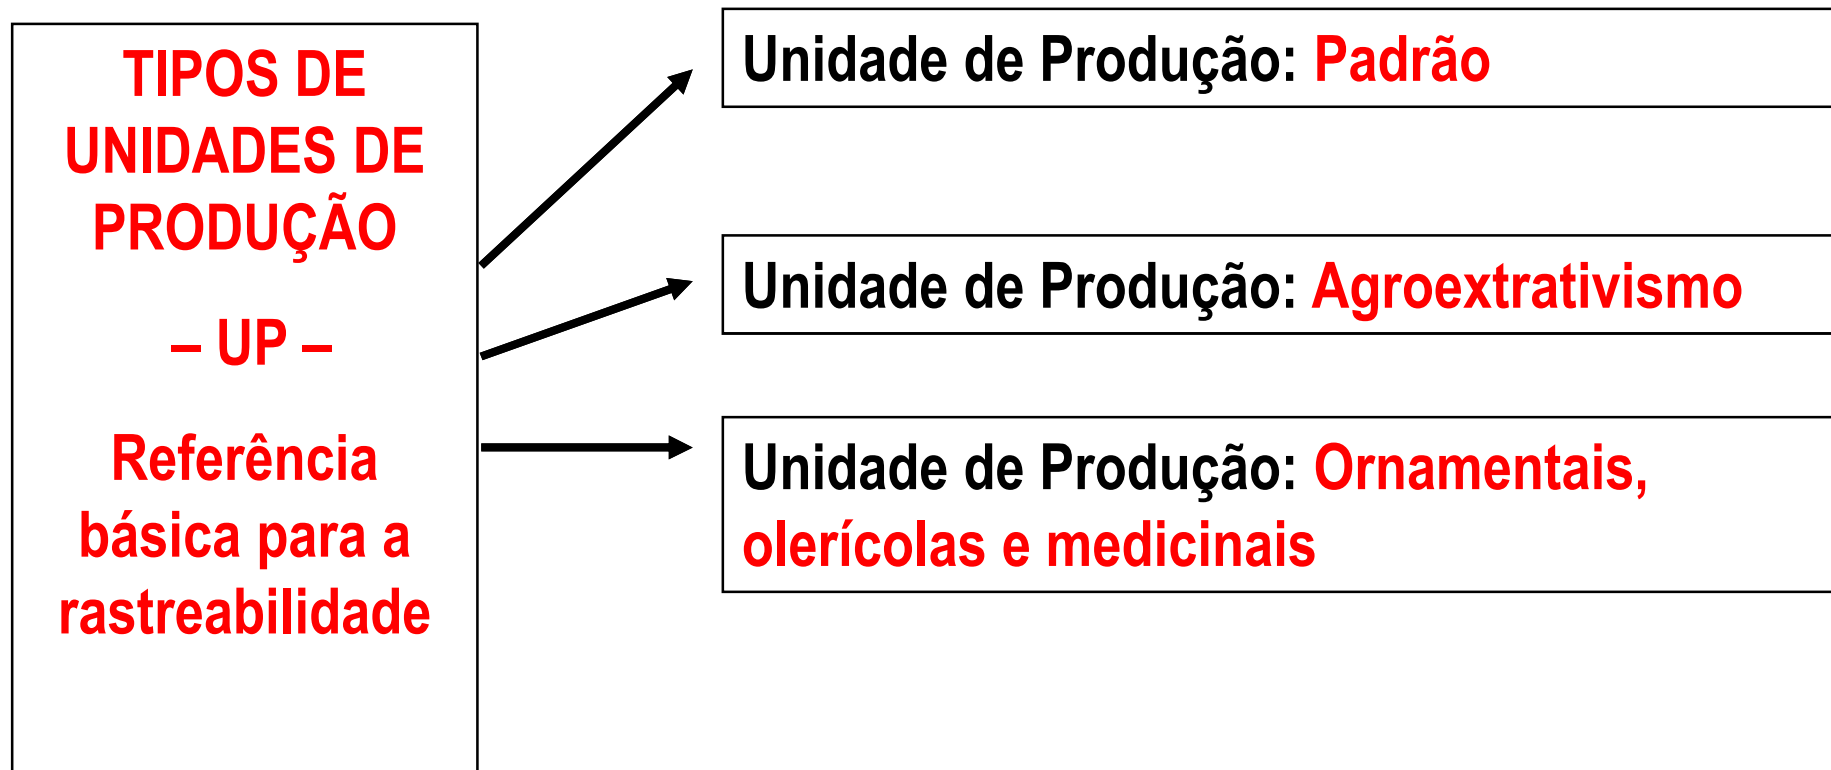 TIPOS DE
UNIDADES DE
PRODUÇÃO
– UP –
Referência
básica para a
rastreabilidade
Unidade de Produção: Padrão
Unidade de Produção: Agroextrativismo
Unidade de Produção: Ornamentais,
olerícolas e medicinais